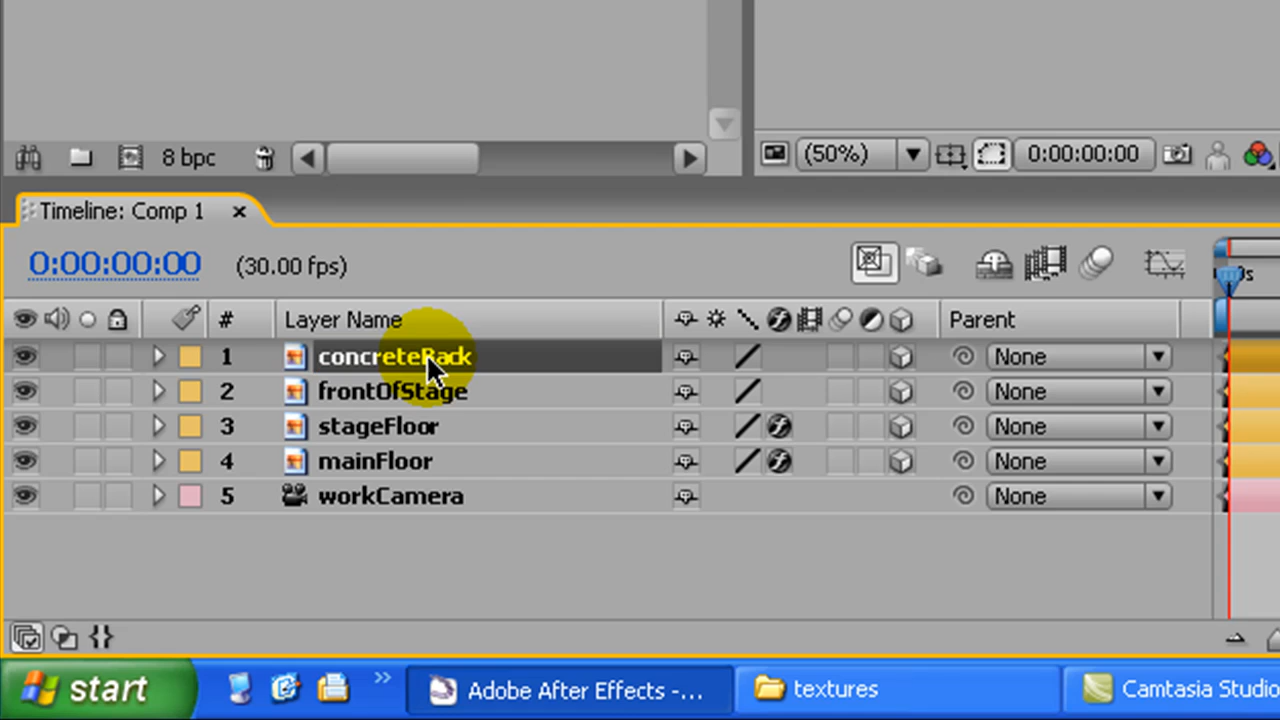 8 bpc
(50%) 0:00:00:00
Timeline: Comp 1
0:00:00:00 (30.00 fps)
# Layer Name Parent
1 concreteBack None
2 frontOfStage None
3 stageFloor None
4 mainFloor None
5 workCamera None
start Adobe After Effects -... textures Camtasia Studio